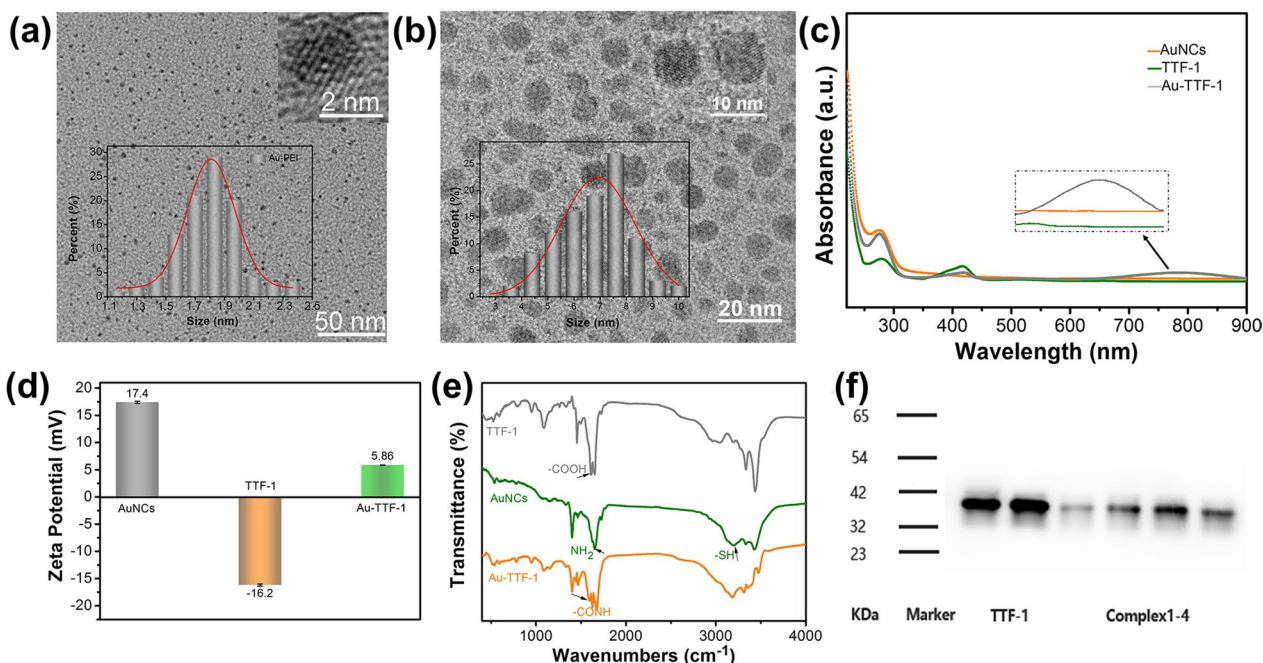 (a)
2 nm
Au-PEI
30
25
20
15
10
5
0
Percent (%)
1.1 1.3 1.5 1.7 1.9 2.1 2.3 2.5
Size (nm)
50 nm
(b)
10 nm
30
25
20
15
10
5
0
Percent (%)
3 4 5 6 7 8 9 10
Size (nm)
20 nm
(c)
AuNCs
TTF-1
Au-TTF-1
Absorbance (a.u.)
300 400 500 600 700 800 900
Wavelength (nm)
(d)
20
15
10
5
0
-5
-10
-15
-20
Zeta Potential (mV)
17.4
AuNCs
TTF-1
-16.2
5.86
Au-TTF-1
(e)
TTF-1
-COOH
AuNCs
NH2
-SH
Au-TTF-1
-CONH
Transmittance (%)
1000 2000 3000 4000
Wavenumbers (cm-1)
(f)
65
54
42
32
23
KDa Marker TTF-1 Complex1-4